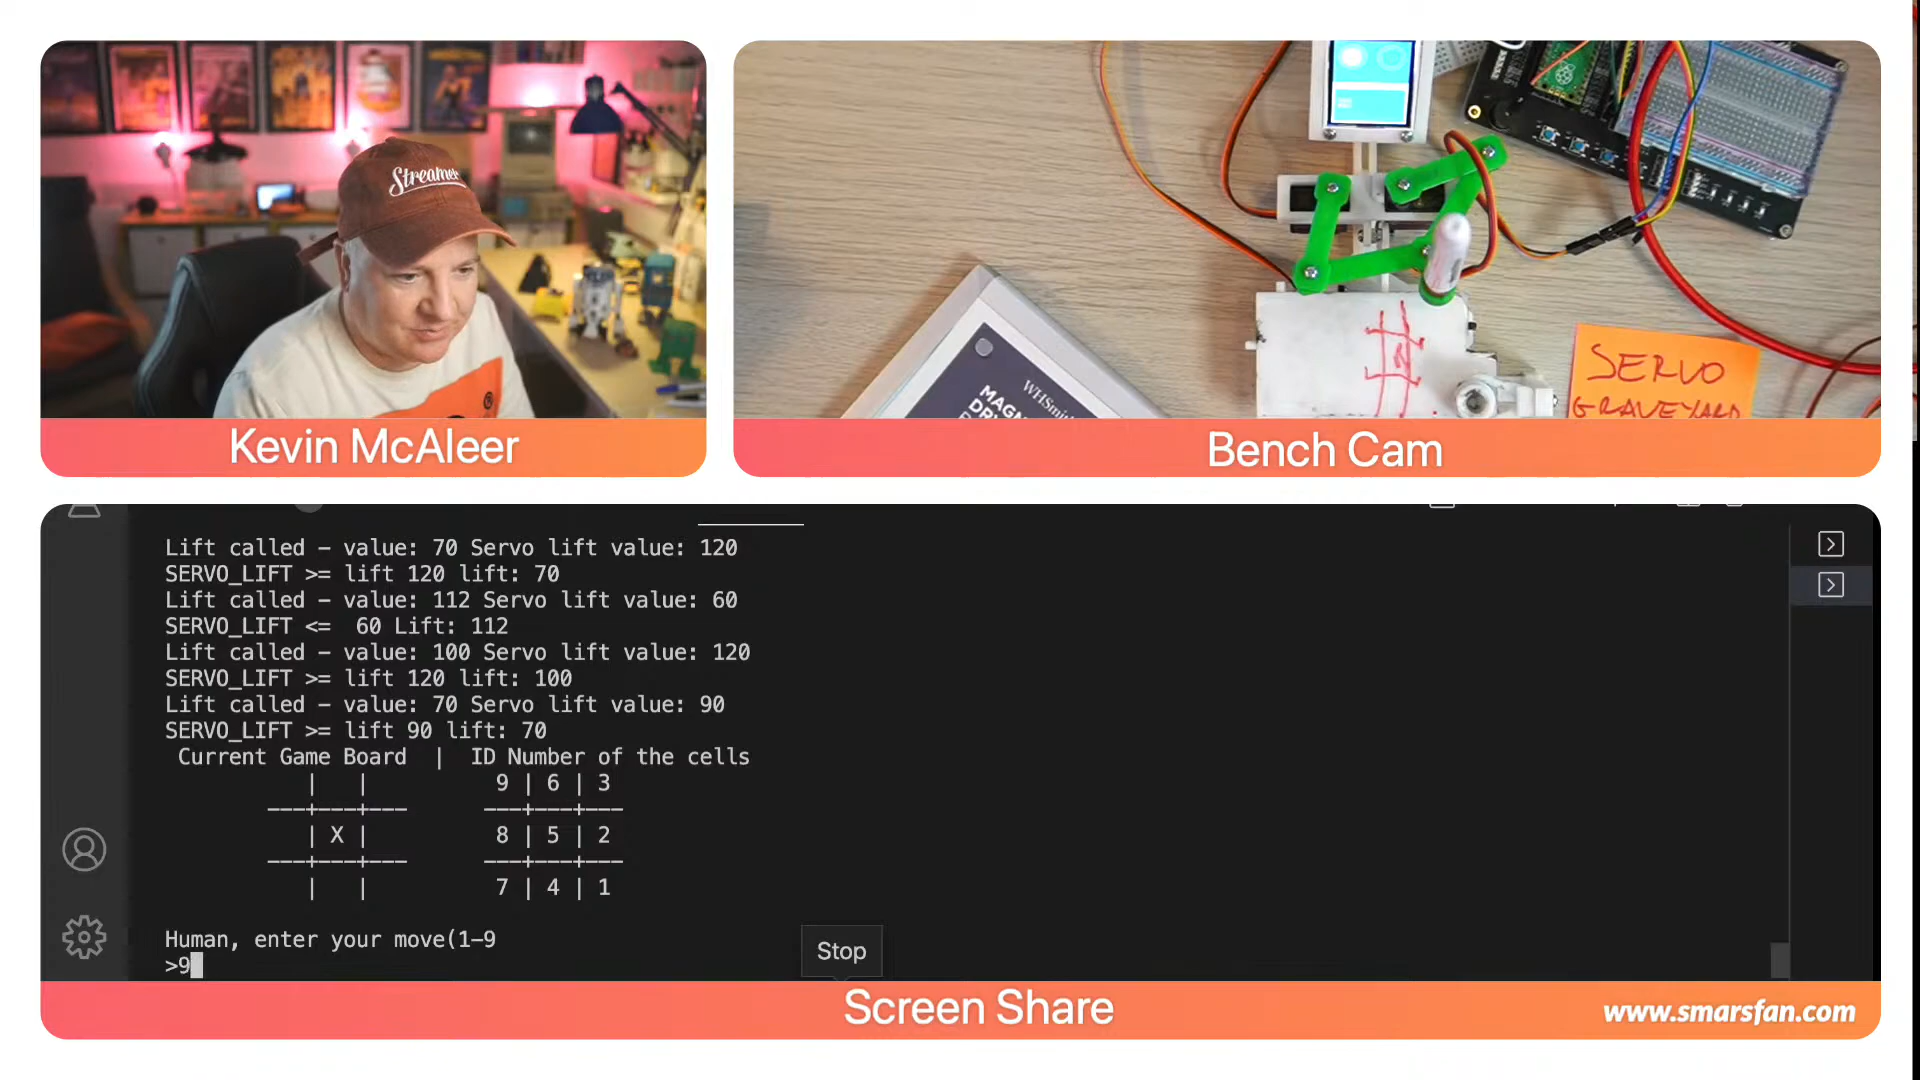 Streamer
Kevin McAleer
WHSmit
MAGN
SERVO
GRAVEYARD
Bench Cam
Lift called - value: 70 Servo lift value: 120
SERVO_LIFT >= lift 120 lift: 70
Lift called - value: 112 Servo lift value: 60
SERVO_LIFT <=  60 Lift: 112
Lift called - value: 100 Servo lift value: 120
SERVO_LIFT >= lift 120 lift: 100
Lift called - value: 70 Servo lift value: 90
SERVO_LIFT >= lift 90 lift: 70
Current Game Board  |  ID Number of the cells
| | 9 | 6 | 3
---+---+--- ---+---+---
| X | 8 | 5 | 2
---+---+--- ---+---+---
| | 7 | 4 | 1
Human, enter your move(1-9
>9
Stop
Screen Share
www.smarsfan.com